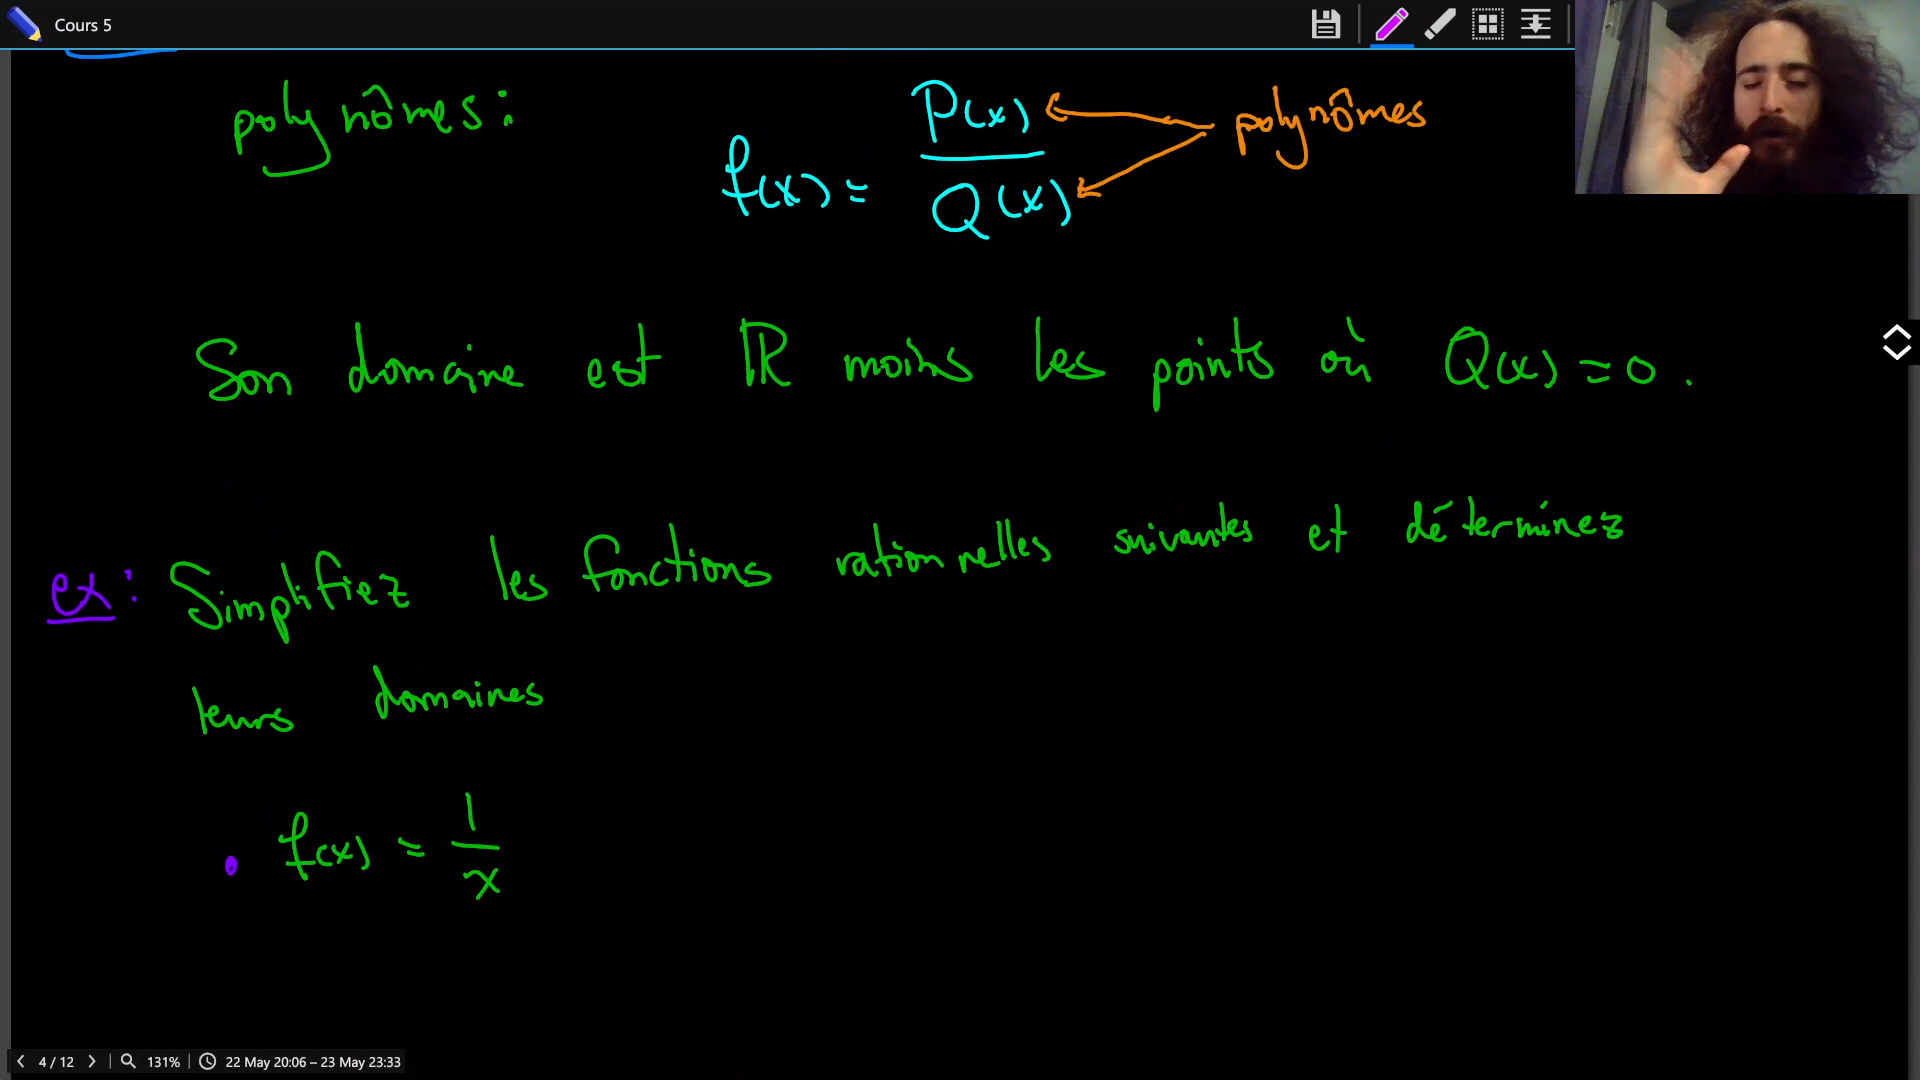 Cours 5
polynômes:
f(x) = P(x) / Q(x)
polynômes
Son domaine est ℝ moins les points où Q(x) = 0.
ex: Simplifiez les fonctions rationnelles suivantes et déterminez
leurs domaines
• f(x) = 1/x
4 / 12
131%
22 May 20:06 – 23 May 23:33